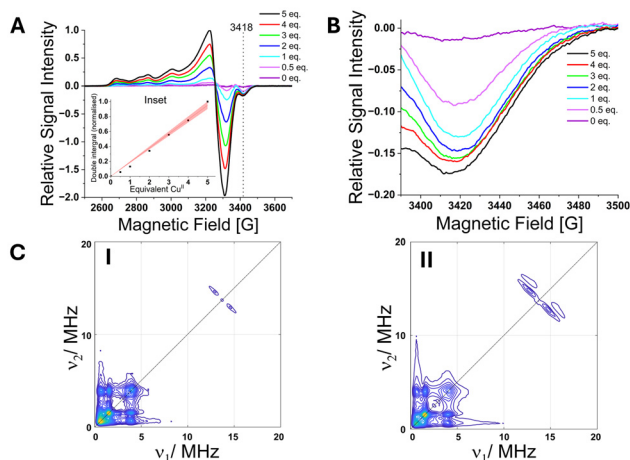 A
Relative Signal Intensity
1.0
0.5
0.0
-0.5
-1.0
-1.5
-2.0
3418
5 eq.
4 eq.
3 eq.
2 eq.
1 eq.
0.5 eq.
0 eq.
Inset
Double intergral (normalised)
1.0
0.8
0.6
0.4
0.2
0.0
0 1 2 3 4 5
Equivalent Cuᴵᴵ
2600 2800 3000 3200 3400 3600
Magnetic Field [G]
B
Relative Signal Intensity
0.00
-0.05
-0.10
-0.15
-0.20
5 eq.
4 eq.
3 eq.
2 eq.
1 eq.
0.5 eq.
0 eq.
3400 3420 3440 3460 3480 3500
Magnetic Field [G]
C
I
ν₂/ MHz
20
10
0
0 5 10 15 20
ν₁/ MHz
II
ν₂/ MHz
20
10
0
0 5 10 15 20
ν₁/ MHz